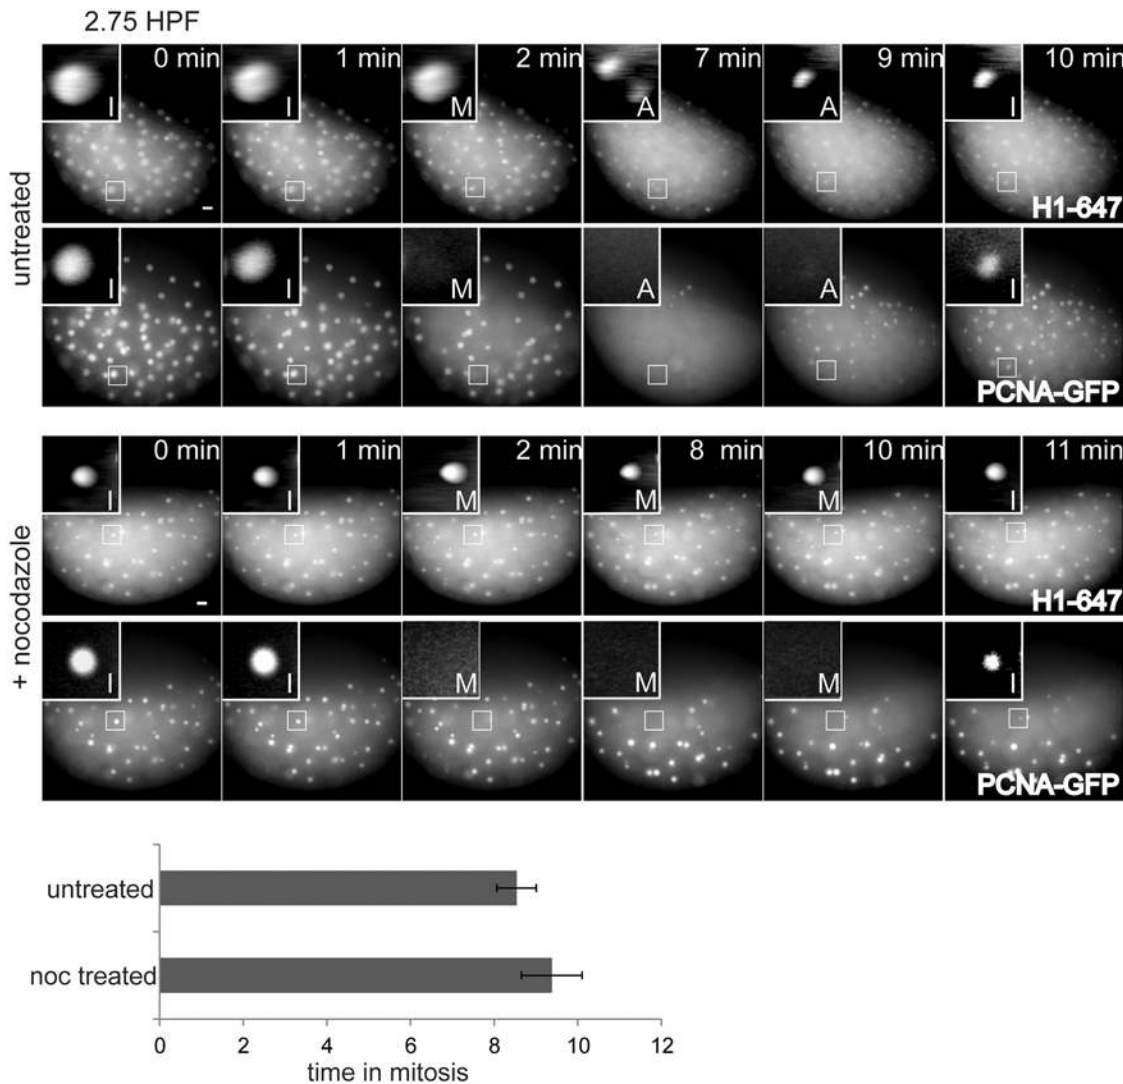 2.75 HPF
untreated
0 min 1 min 2 min 7 min 9 min 10 min
I I M A A I
H1-647
I I M A A I
PCNA-GFP
+ nocodazole
0 min 1 min 2 min 8 min 10 min 11 min
I I M M M I
H1-647
I I M M M I
PCNA-GFP
untreated
noc treated
0 2 4 6 8 10 12
time in mitosis